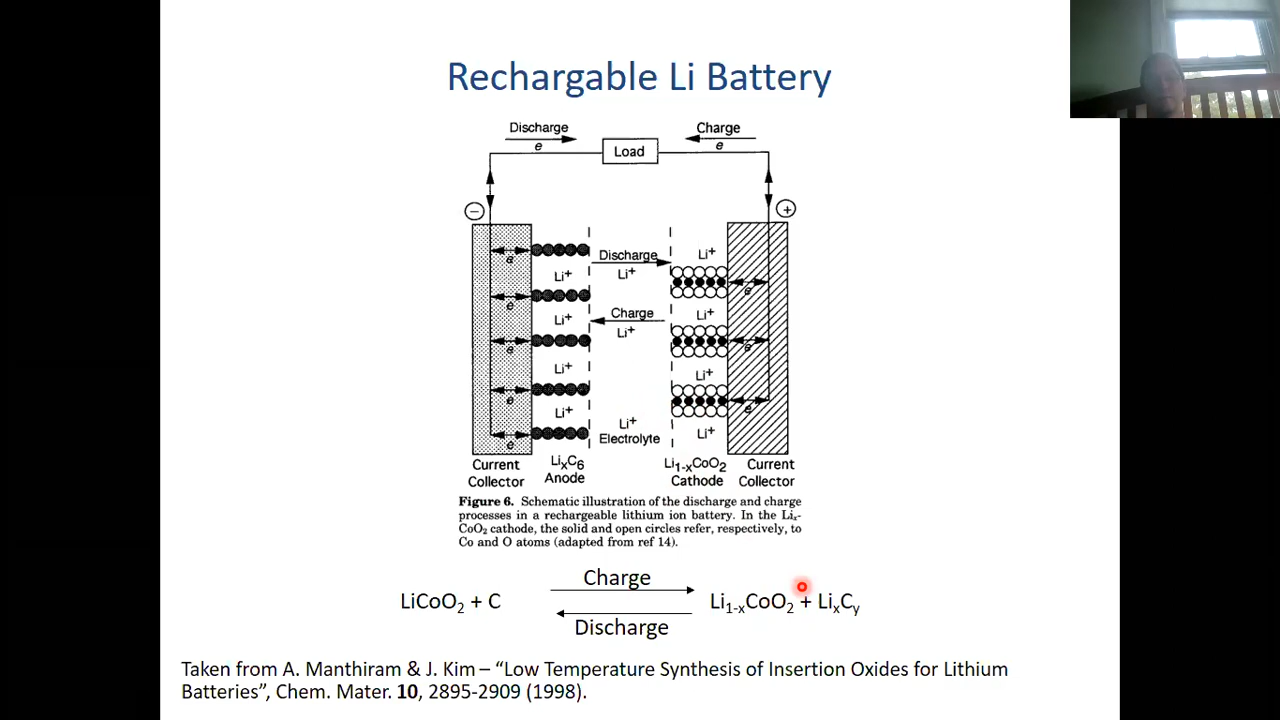 Rechargable Li Battery
Discharge
e
Load
Charge
e
−
+
e
e
e
e
e
Li⁺
Li⁺
Li⁺
Li⁺
Discharge
Li⁺
Charge
Li⁺
Li⁺
Electrolyte
Li⁺
Li⁺
Li⁺
Li⁺
e
e
e
Current
Collector
LiₓC₆
Anode
Li₁₋ₓCoO₂
Cathode
Current
Collector
Figure 6. Schematic illustration of the discharge and charge
processes in a rechargeable lithium ion battery. In the Liₓ-
CoO₂ cathode, the solid and open circles refer, respectively, to
Co and O atoms (adapted from ref 14).
LiCoO₂ + C
Charge
Discharge
Li₁₋ₓCoO₂ + LiₓCᵧ
Taken from A. Manthiram & J. Kim – “Low Temperature Synthesis of Insertion Oxides for Lithium
Batteries”, Chem. Mater. 10, 2895-2909 (1998).